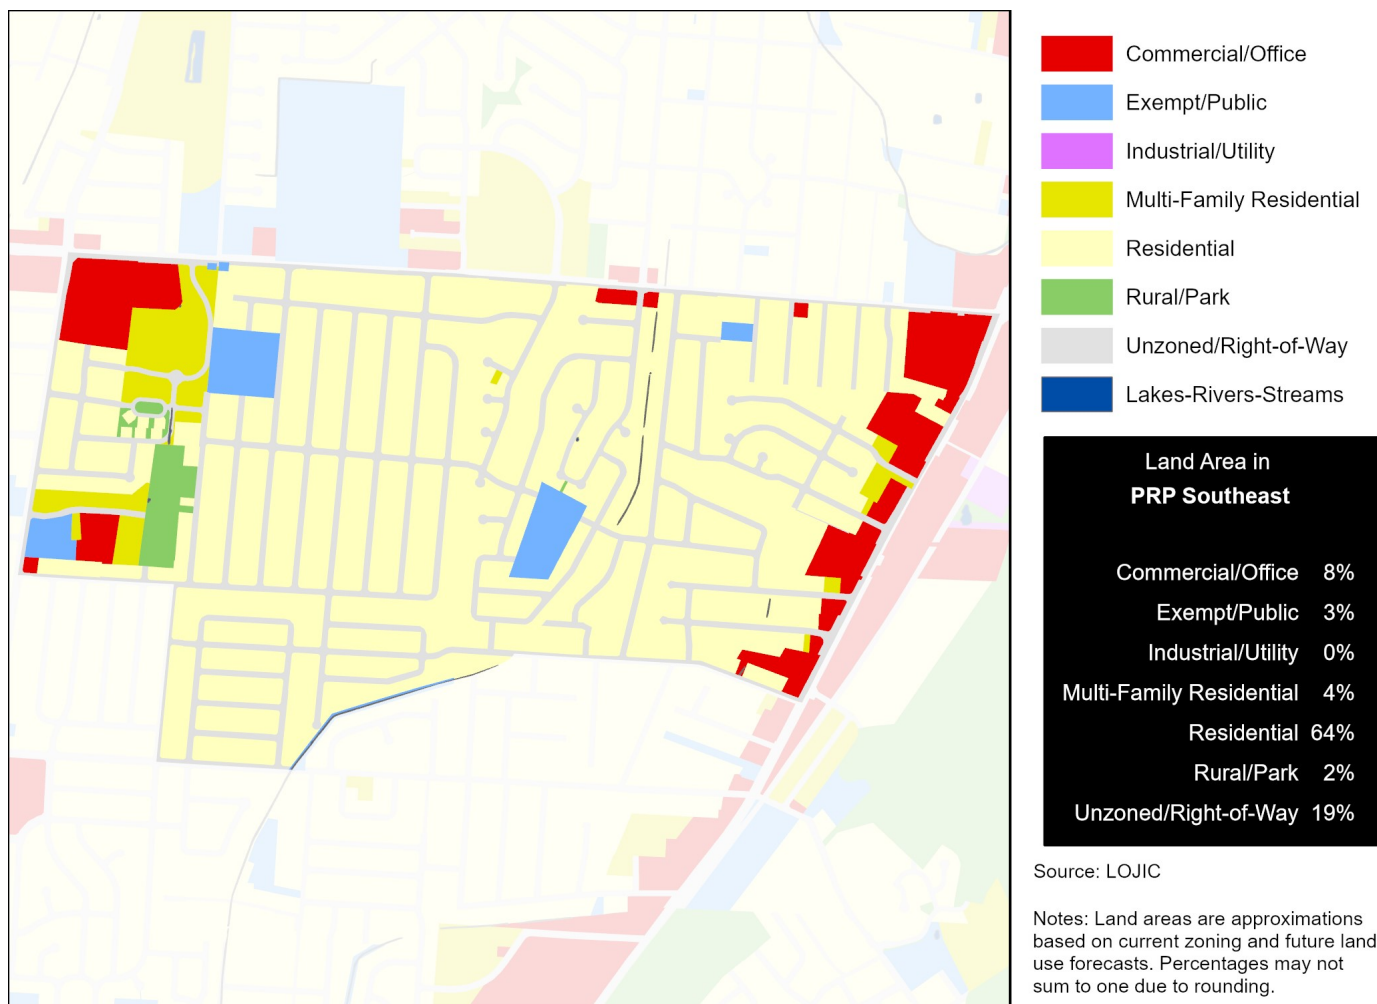 Commercial/Office
Exempt/Public
Industrial/Utility
Multi-Family Residential
Residential
Rural/Park
Unzoned/Right-of-Way
Lakes-Rivers-Streams
Land Area in
PRP Southeast
Commercial/Office 8%
Exempt/Public 3%
Industrial/Utility 0%
Multi-Family Residential 4%
Residential 64%
Rural/Park 2%
Unzoned/Right-of-Way 19%
Source: LOJIC
Notes: Land areas are approximations
based on current zoning and future land
use forecasts. Percentages may not
sum to one due to rounding.